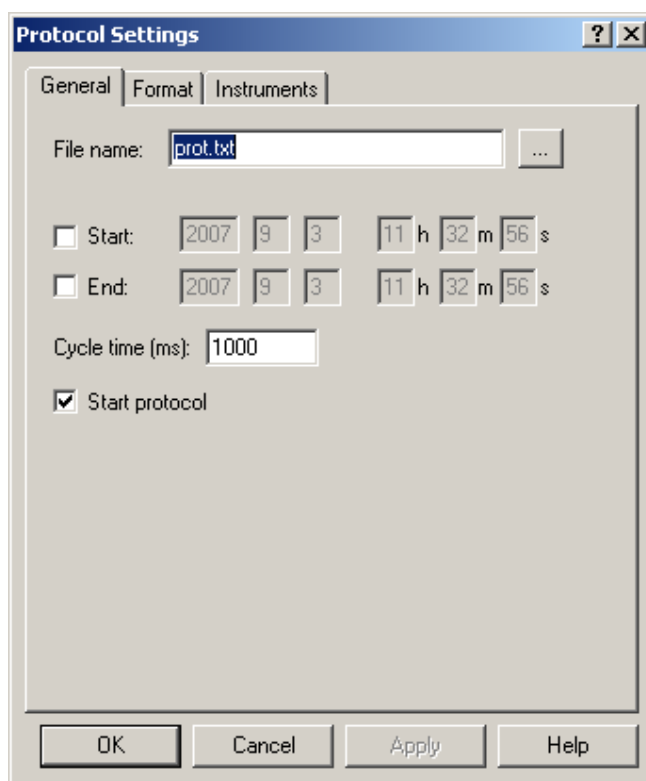 Protocol Settings
General Format Instruments
File name: prot.txt ...
Start: 2007 9 3 11 h 32 m 56 s
End: 2007 9 3 11 h 32 m 56 s
Cycle time (ms): 1000
Start protocol
OK Cancel Apply Help